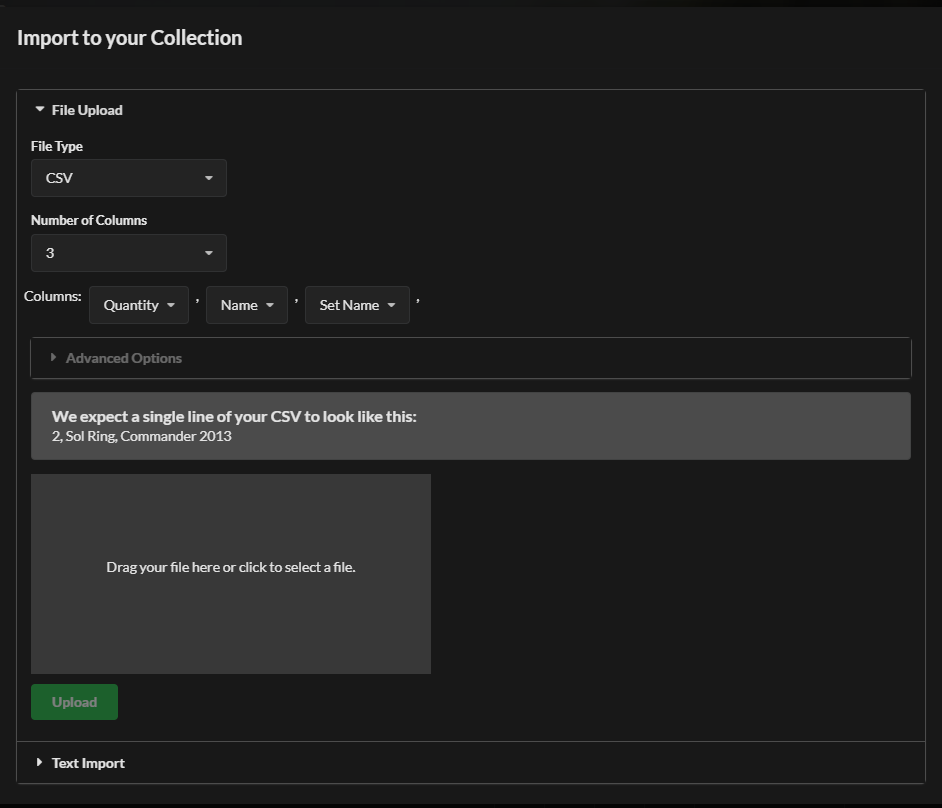 Import to your Collection
File Upload
File Type
CSV
Number of Columns
3
Columns: Quantity , Name , Set Name ,
Advanced Options
We expect a single line of your CSV to look like this:
2, Sol Ring, Commander 2013
Drag your file here or click to select a file.
Upload
Text Import